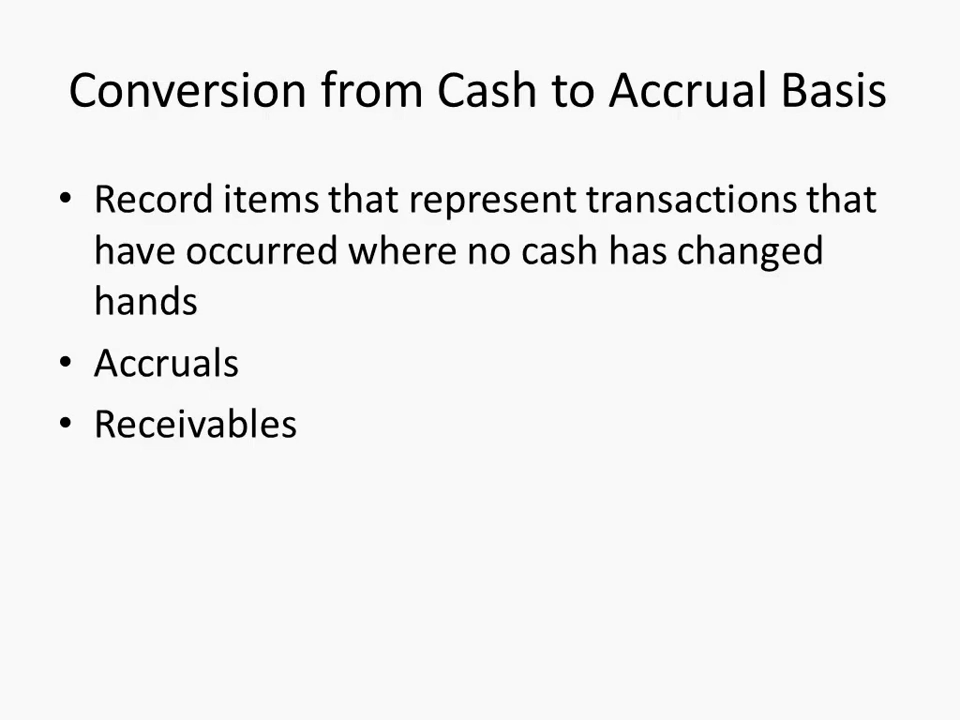 Conversion from Cash to Accrual Basis
• Record items that represent transactions that
have occurred where no cash has changed
hands
• Accruals
• Receivables